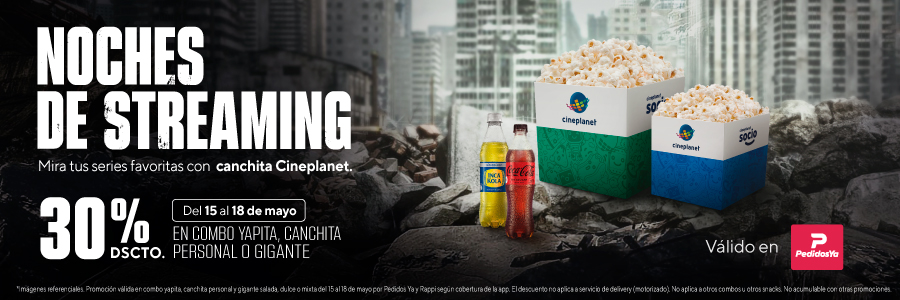 NOCHES
DE STREAMING
Mira tus series favoritas con canchita Cineplanet.
30%
DSCTO.
Del 15 al 18 de mayo
EN COMBO YAPITA, CANCHITA
PERSONAL O GIGANTE
INCA
KOLA
Coca-Cola
cineplanet
socio
cineplanet
socio
Válido en
PedidosYa
*Imágenes referenciales. Promoción válida en combo yapita, canchita personal y gigante salada, dulce o mixta del 15 al 18 de mayo por Pedidos Ya y Rappi según cobertura de la app. El descuento no aplica a servicio de delivery (motorizado). No aplica a otros combos u otros snacks. No acumulable con otras promociones.